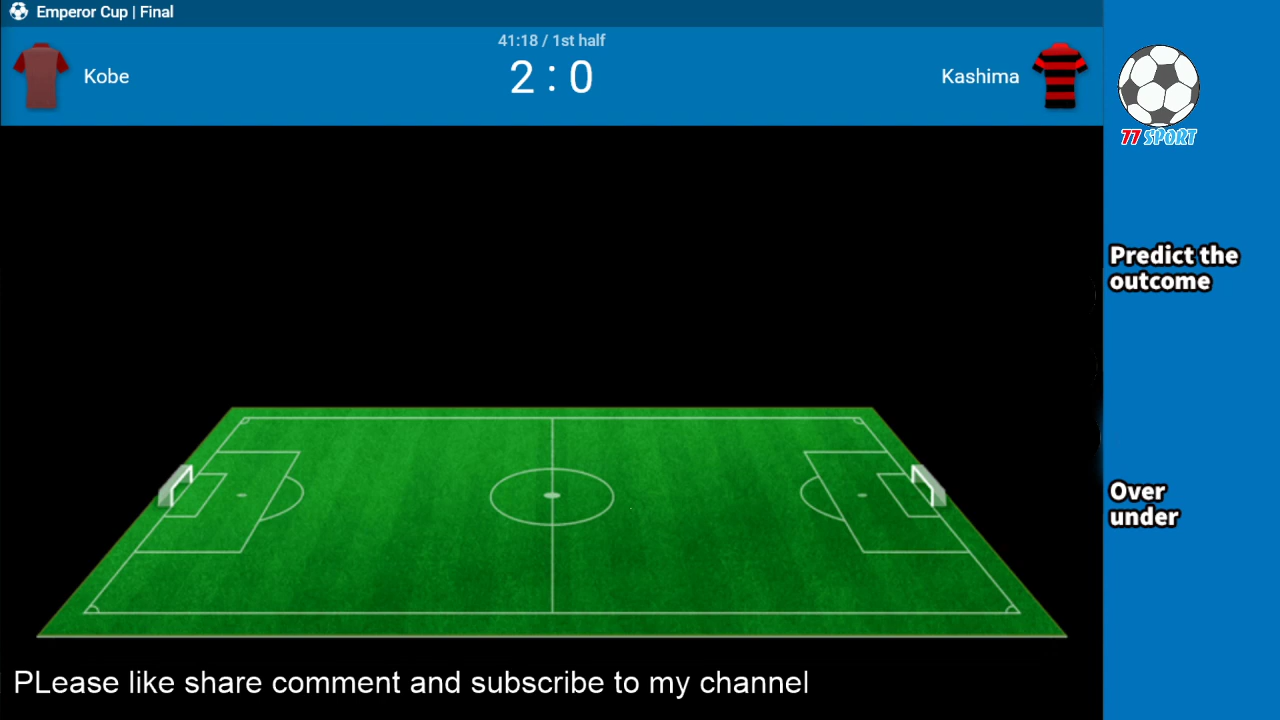 Emperor Cup | Final
41:18 / 1st half
Kobe
2 : 0
Kashima
77 SPORT
Predict the
outcome
Over
under
PLease like share comment and subscribe to my channel